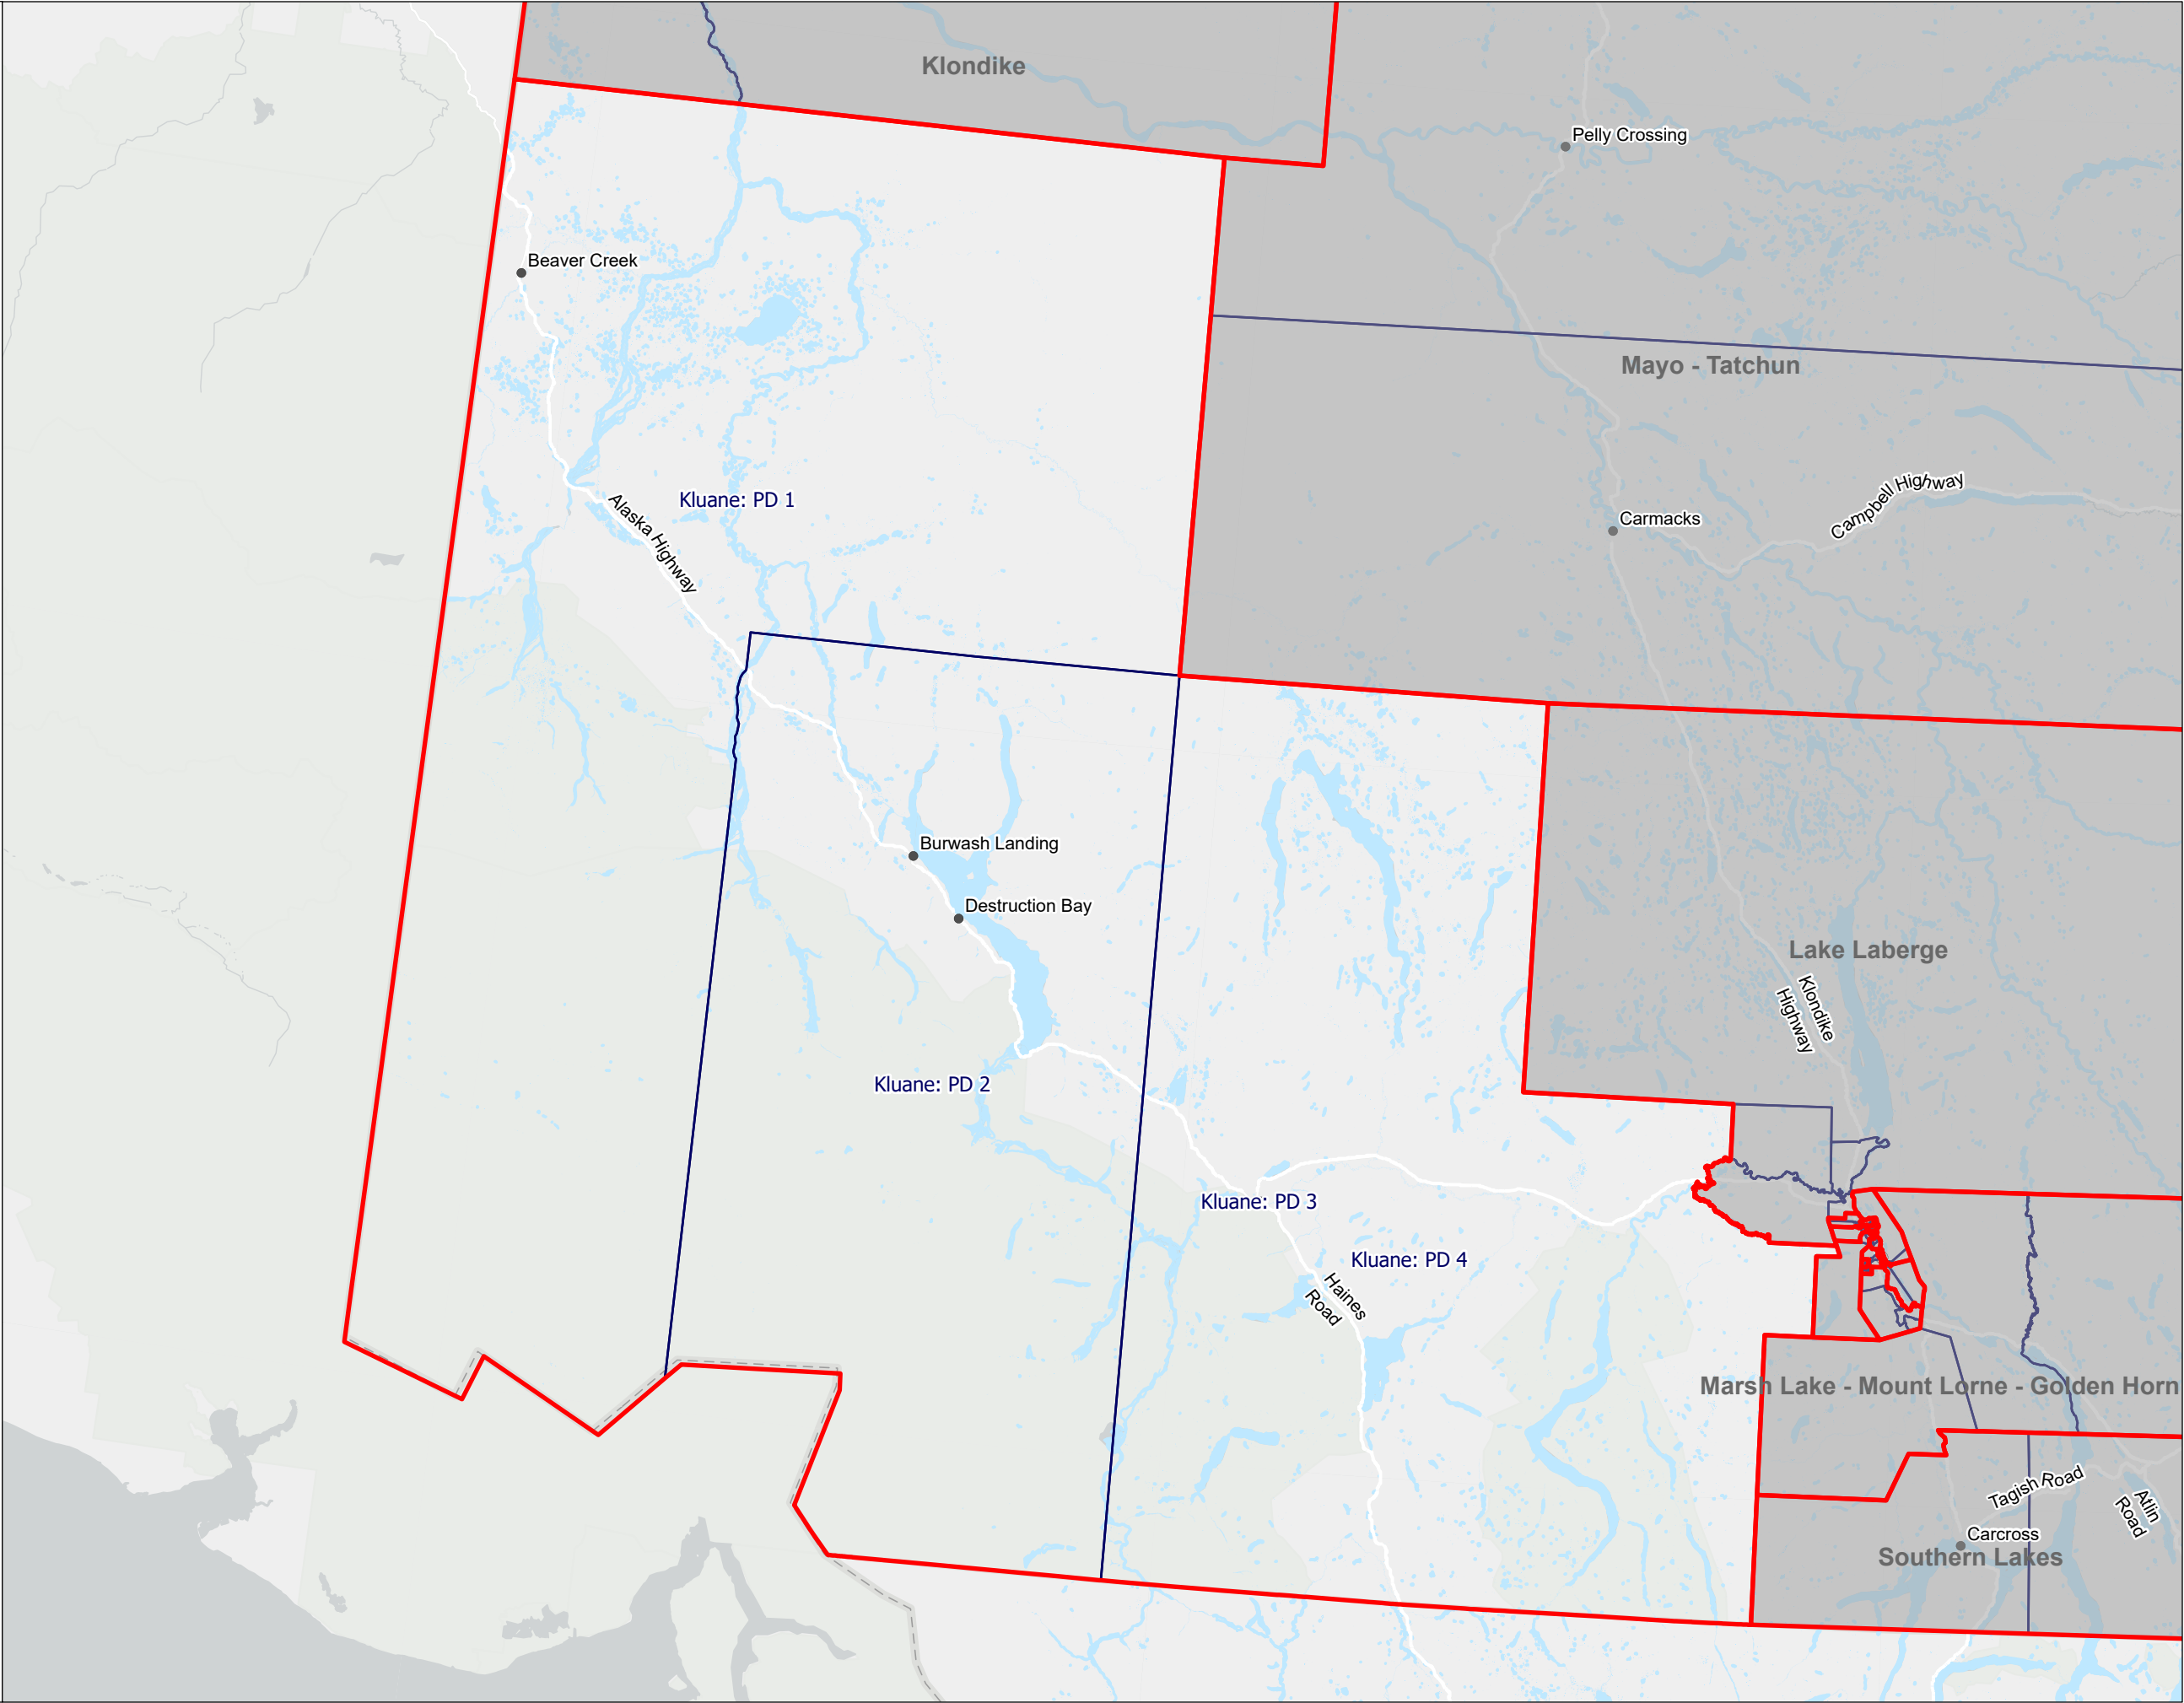 Klondike
Pelly Crossing
Beaver Creek
Mayo - Tatchun
Campbell Highway
Kluane: PD 1
Alaska Highway
Carmacks
Burwash Landing
Destruction Bay
Lake Laberge
Klondike
Highway
Kluane: PD 2
Kluane: PD 3
Kluane: PD 4
Haines
Road
Marsh Lake - Mount Lorne - Golden Horn
Tagish Road
Atlin
Road
Carcross
Southern Lakes